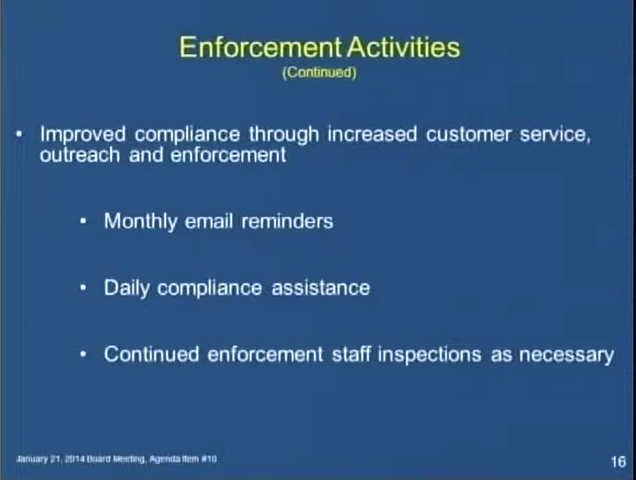 Enforcement Activities
(Continued)
• Improved compliance through increased customer service,
outreach and enforcement
• Monthly email reminders
• Daily compliance assistance
• Continued enforcement staff inspections as necessary
January 21, 2014 Board Meeting, Agenda Item #10
16